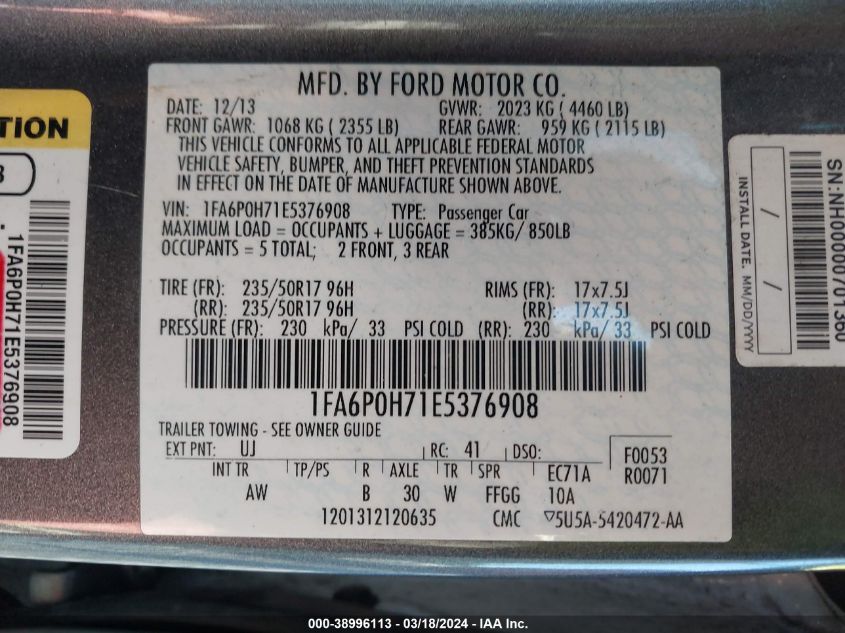 MFD. BY FORD MOTOR CO.
DATE: 12/13 GVWR: 2023 KG ( 4460 LB)
FRONT GAWR: 1068 KG ( 2355 LB) REAR GAWR: 959 KG ( 2115 LB)
THIS VEHICLE CONFORMS TO ALL APPLICABLE FEDERAL MOTOR
VEHICLE SAFETY, BUMPER, AND THEFT PREVENTION STANDARDS
IN EFFECT ON THE DATE OF MANUFACTURE SHOWN ABOVE.
VIN: 1FA6P0H71E5376908 TYPE: Passenger Car
MAXIMUM LOAD = OCCUPANTS + LUGGAGE = 385KG/ 850LB
OCCUPANTS = 5 TOTAL; 2 FRONT, 3 REAR
TIRE (FR): 235/50R17 96H RIMS (FR): 17x7.5J
(RR): 235/50R17 96H (RR): 17x7.5J
PRESSURE (FR): 230 kPa/ 33 PSI COLD (RR): 230 kPa/ 33 PSI COLD
1FA6P0H71E5376908
TRAILER TOWING - SEE OWNER GUIDE
EXT PNT: UJ RC: 41 DSO: F0053
INT TR TP/PS R AXLE TR SPR EC71A R0071
AW B 30 W FFGG 10A
1201312120635 CMC ▽5U5A-5420472-AA
TION
3
1FA6P0H71E5376908
SN:NH00000701360
INSTALL DATE: MM/DD/YYYY
/ /
000-38996113 — 03/18/2024 — IAA Inc.